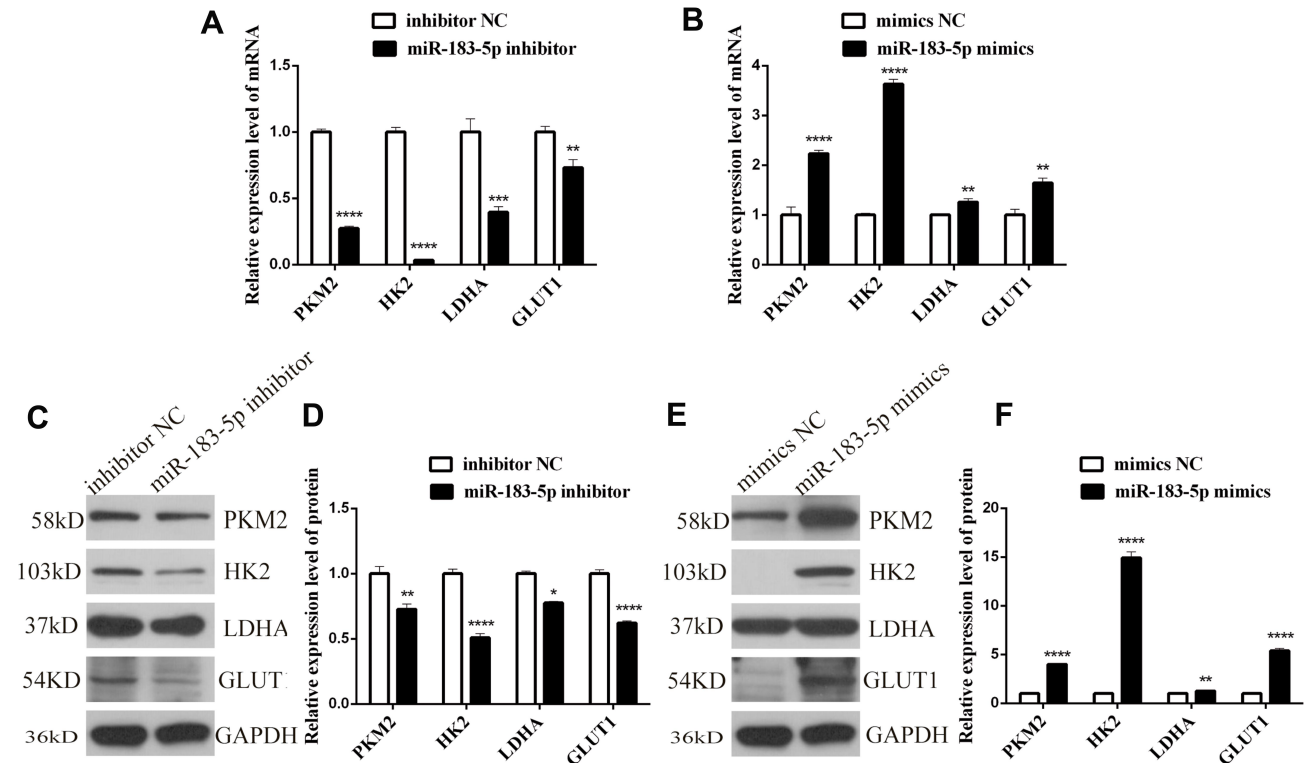 A
inhibitor NC
miR-183-5p inhibitor
Relative expression level of mRNA
1.5
1.0
0.5
0.0
****
****
***
**
PKM2
HK2
LDHA
GLUT1
B
mimics NC
miR-183-5p mimics
Relative expression level of mRNA
4
3
2
1
0
****
****
**
**
PKM2
HK2
LDHA
GLUT1
C
inhibitor NC
miR-183-5p inhibitor
58kD PKM2
103kD HK2
37kD LDHA
54KD GLUT
36kD GAPDH
D
inhibitor NC
miR-183-5p inhibitor
Relative expression level of protein
1.5
1.0
0.5
0.0
**
****
*
****
PKM2
HK2
LDHA
GLUT1
E
mimics NC
miR-183-5p mimics
58kD PKM2
103kD HK2
37kD LDHA
54KD GLUT1
36kD GAPDH
F
mimics NC
miR-183-5p mimics
Relative expression level of protein
20
15
10
5
0
****
****
**
****
PKM2
HK2
LDHA
GLUT1